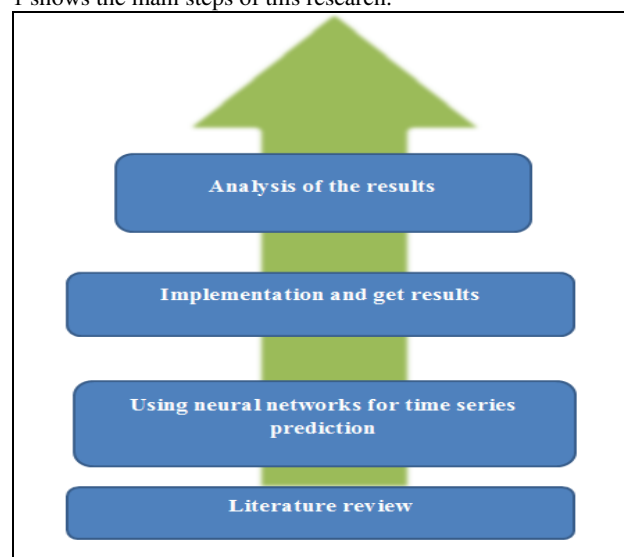 1 shows the main steps of this research.
Analysis of the results
Implementation and get results
Using neural networks for time series
prediction
Literature review